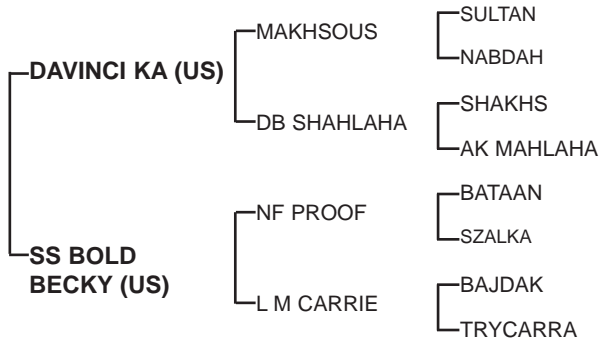 SULTAN
MAKHSOUS
NABDAH
DAVINCI KA (US)
SHAKHS
DB SHAHLAHA
AK MAHLAHA
BATAAN
NF PROOF
SZALKA
SS BOLD
BECKY (US)
BAJDAK
L M CARRIE
TRYCARRA